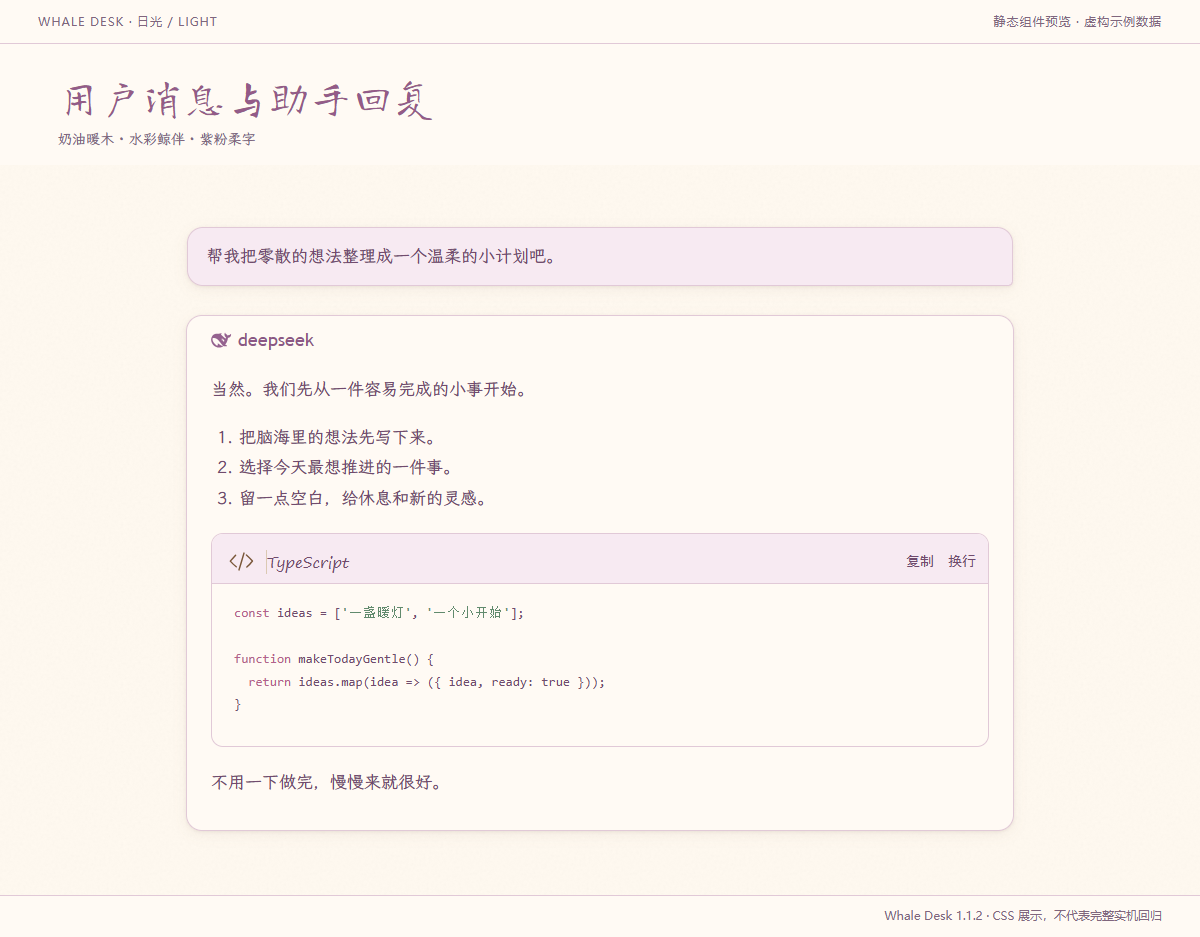 WHALE DESK · 日光 / LIGHT
静态组件预览 · 虚构示例数据
用户消息与助手回复
奶油暖木 · 水彩鲸伴 · 紫粉柔字
帮我把零散的想法整理成一个温柔的小计划吧。
deepseek
当然。我们先从一件容易完成的小事开始。
1. 把脑海里的想法先写下来。
2. 选择今天最想推进的一件事。
3. 留一点空白，给休息和新的灵感。
</> TypeScript
复制 换行
const ideas = ['一盏暖灯', '一个小开始'];
function makeTodayGentle() {
  return ideas.map(idea => ({ idea, ready: true }));
}
不用一下做完，慢慢来就很好。
Whale Desk 1.1.2 · CSS 展示，不代表完整实机回归